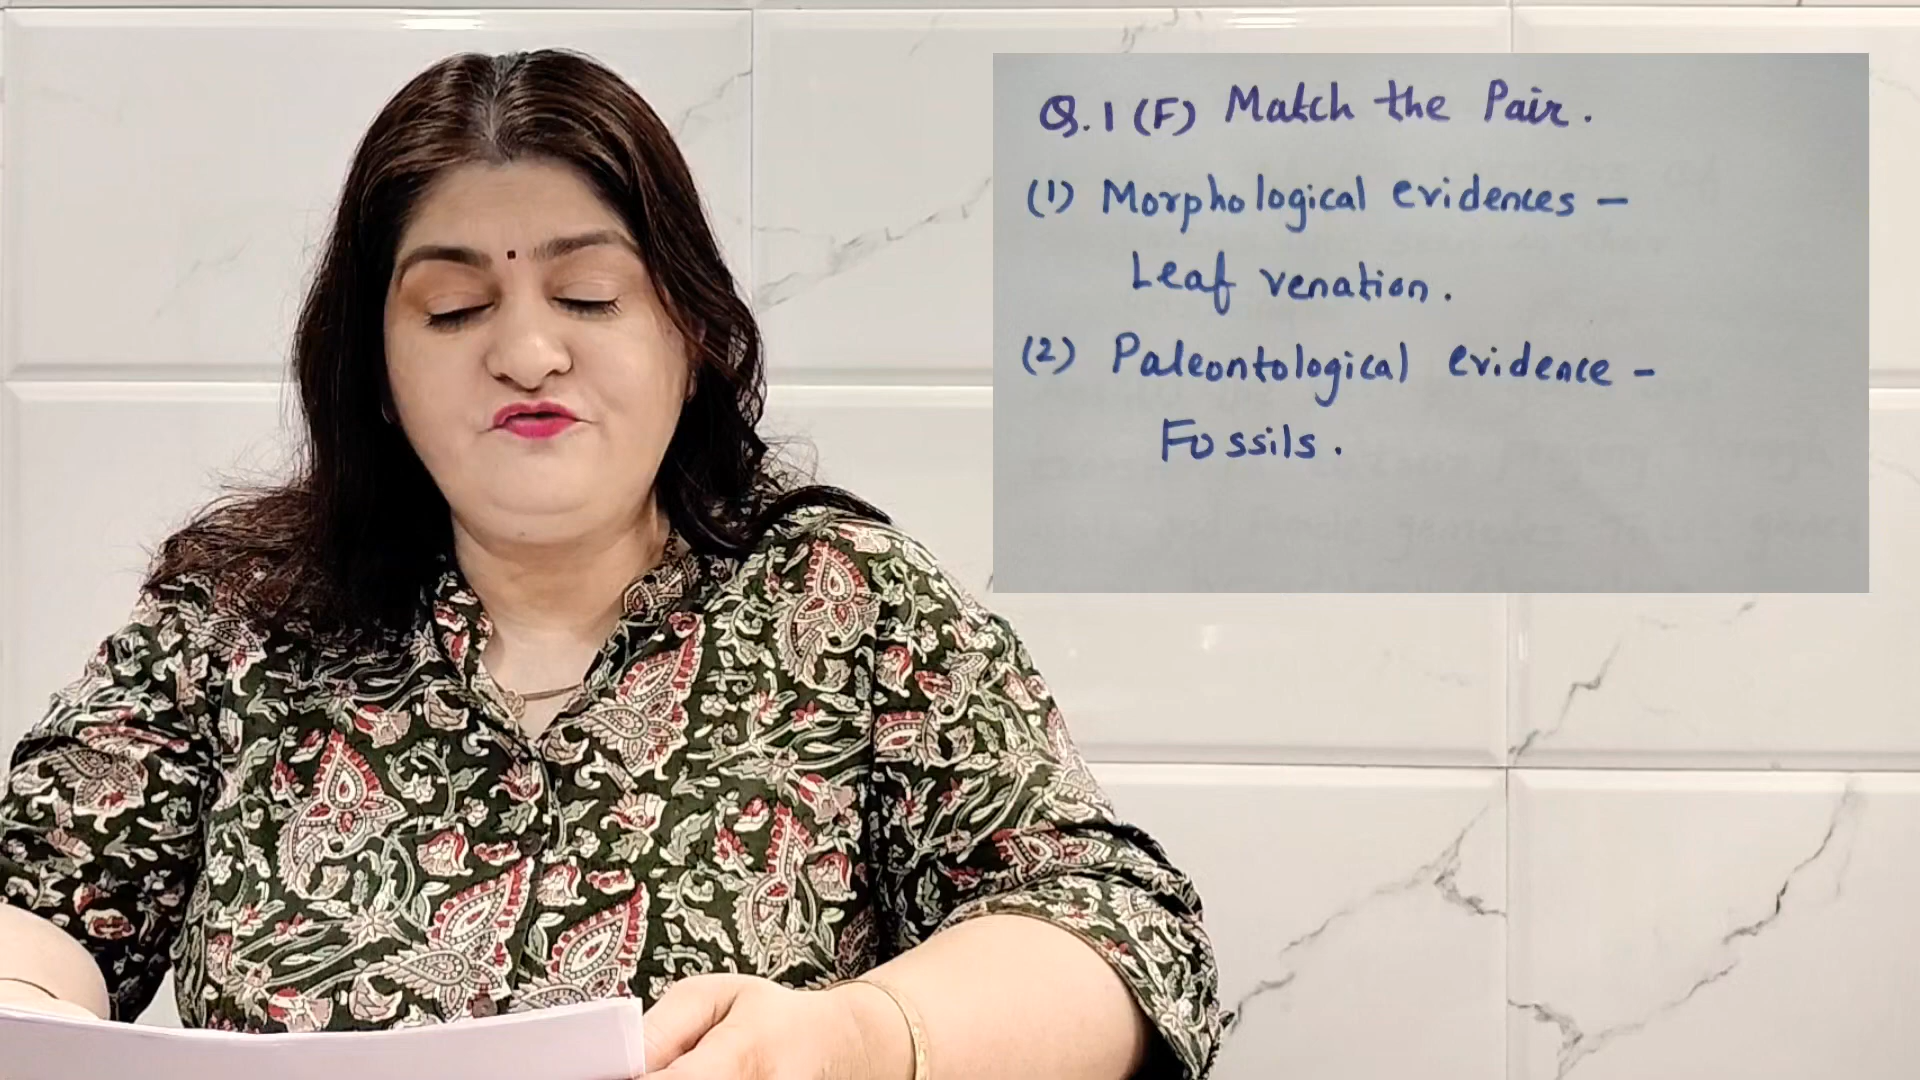 Q.1 (F) Match the Pair.
(1) Morphological evidences -
Leaf venation.
(2) Paleontological evidence -
Fossils.